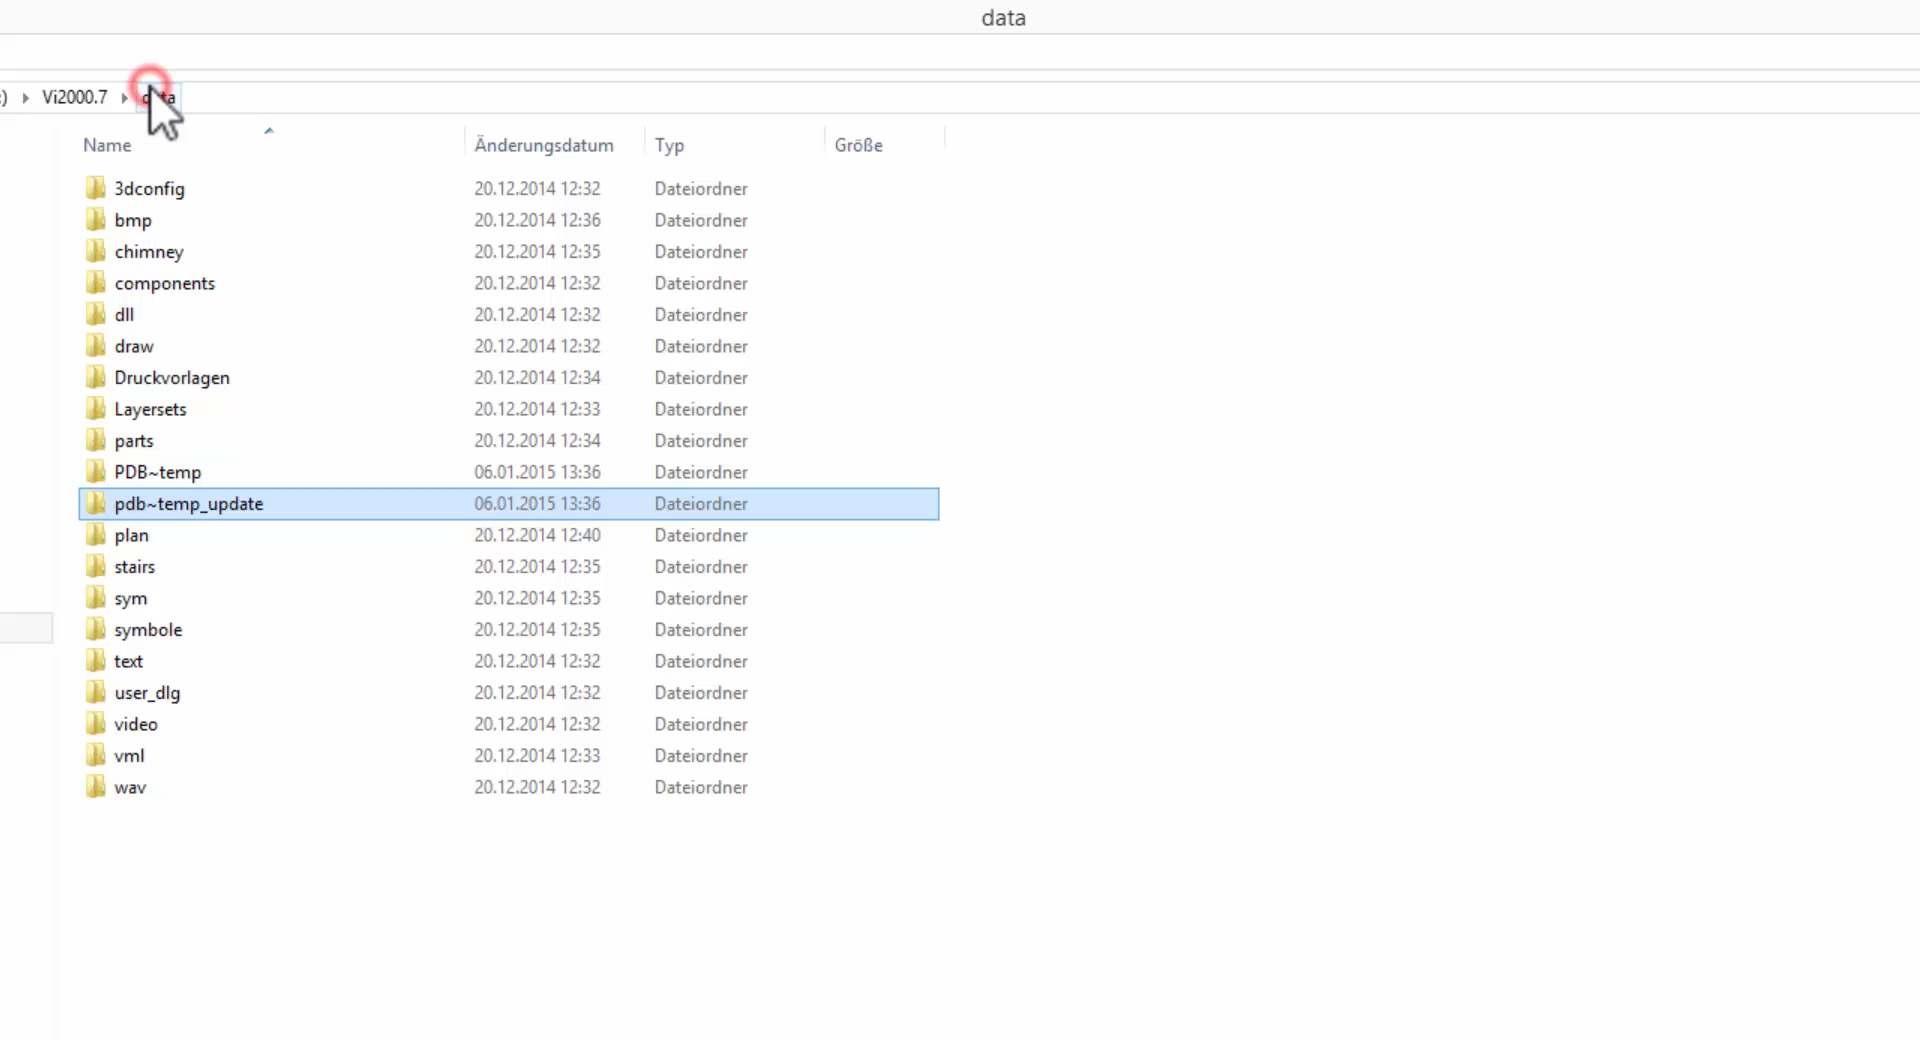 data
Vi2000.7
Name Änderungsdatum Typ Größe
3dconfig 20.12.2014 12:32 Dateiordner
bmp 20.12.2014 12:36 Dateiordner
chimney 20.12.2014 12:35 Dateiordner
components 20.12.2014 12:32 Dateiordner
dll 20.12.2014 12:32 Dateiordner
draw 20.12.2014 12:32 Dateiordner
Druckvorlagen 20.12.2014 12:34 Dateiordner
Layersets 20.12.2014 12:33 Dateiordner
parts 20.12.2014 12:34 Dateiordner
PDB~temp 06.01.2015 13:36 Dateiordner
pdb~temp_update 06.01.2015 13:36 Dateiordner
plan 20.12.2014 12:40 Dateiordner
stairs 20.12.2014 12:35 Dateiordner
sym 20.12.2014 12:35 Dateiordner
symbole 20.12.2014 12:35 Dateiordner
text 20.12.2014 12:32 Dateiordner
user_dlg 20.12.2014 12:32 Dateiordner
video 20.12.2014 12:32 Dateiordner
vml 20.12.2014 12:33 Dateiordner
wav 20.12.2014 12:32 Dateiordner